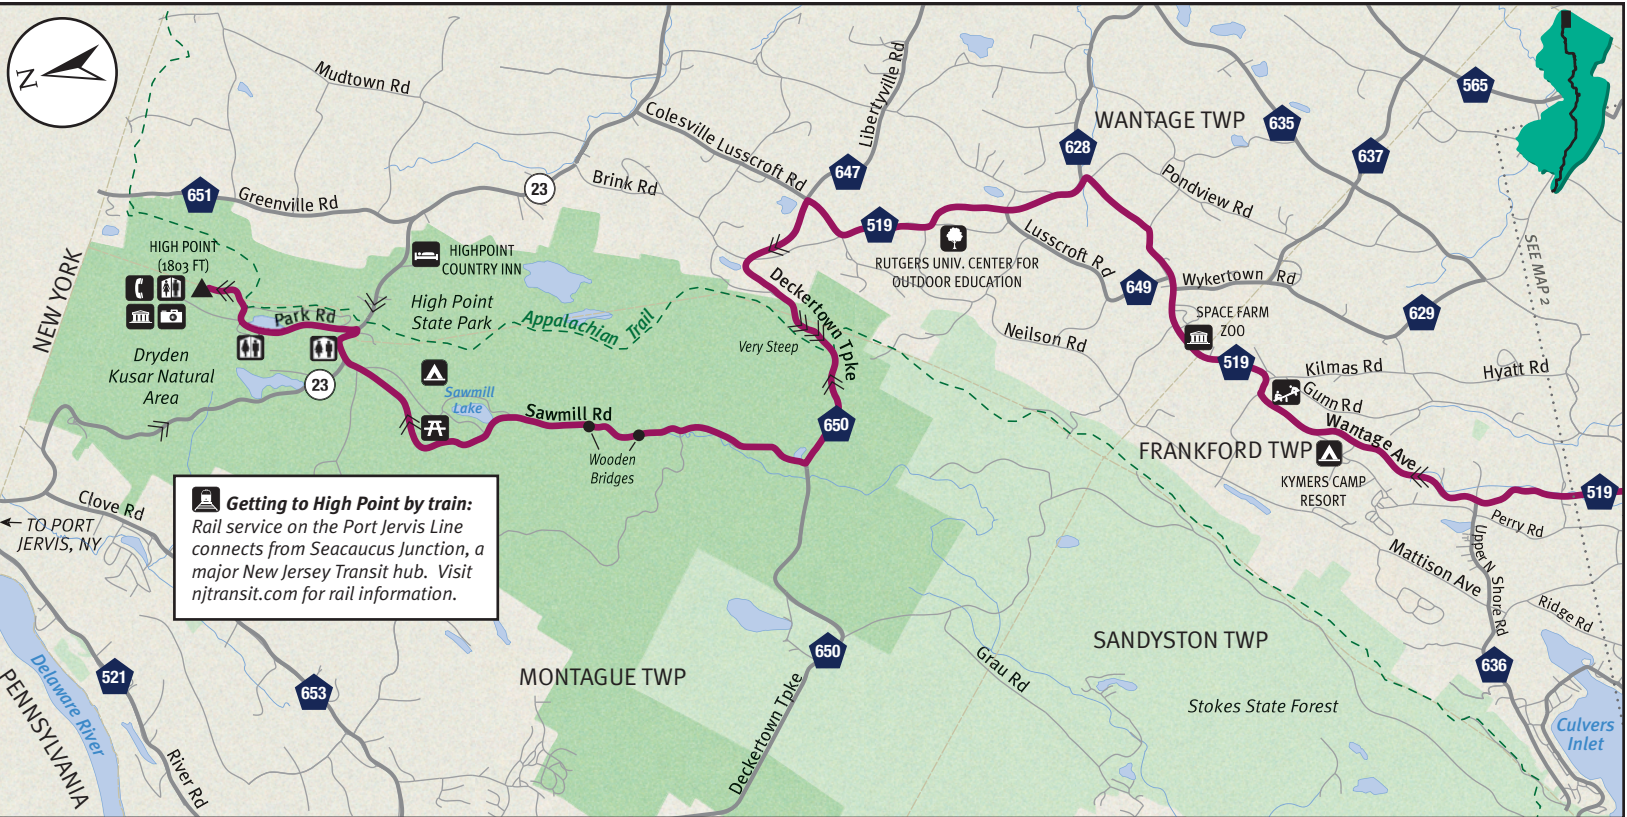 N
Mudtown Rd
Colesville Lusscroft Rd
Libertyville Rd
WANTAGE TWP
565
635
637
628
647
Brink Rd
23
651
Greenville Rd
Pondview Rd
519
HIGH POINT
(1803 FT)
HIGHPOINT
COUNTRY INN
RUTGERS UNIV. CENTER FOR
OUTDOOR EDUCATION
Lusscroft Rd
649
Wykertown Rd
SEE MAP 2
NEW YORK
Park Rd
High Point
State Park
Appalachian Trail
Deckertown Tpke
Very Steep
Neilson Rd
SPACE FARM
ZOO
629
519
Kilmas Rd
Hyatt Rd
Gunn Rd
Dryden
Kusar Natural
Area
23
Sawmill
Lake
Sawmill Rd
650
Wooden
Bridges
Wantage Ave
FRANKFORD TWP
KYMERS CAMP
RESORT
519
Perry Rd
Clove Rd
TO PORT
JERVIS, NY
Getting to High Point by train:
Rail service on the Port Jervis Line
connects from Seacaucus Junction, a
major New Jersey Transit hub. Visit
njtransit.com for rail information.
Mattison Ave
Upper N Shore Rd
Ridge Rd
650
SANDYSTON TWP
Grau Rd
636
MONTAGUE TWP
521
653
Delaware River
PENNSYLVANIA
River Rd
Deckertown Tpke
Stokes State Forest
Culvers
Inlet